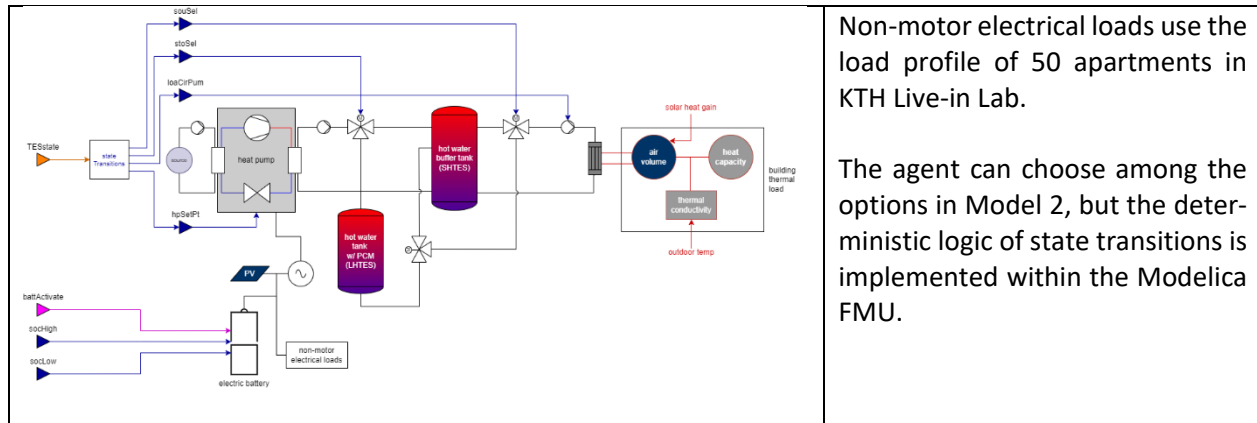 souSel
stoSel
loaCirPum
TESstate
state
Transitions
source
heat pump
hpSetPt
hot water
buffer tank
(SHTES)
hot water
tank
w/ PCM
(LHTES)
solar heat gain
air
volume
heat
capacity
thermal
conductivity
outdoor temp
building
thermal
load
PV
battActivate
socHigh
socLow
electric battery
non-motor
electrical loads
Non-motor electrical loads use the
load profile of 50 apartments in
KTH Live-in Lab.
The agent can choose among the
options in Model 2, but the deter-
ministic logic of state transitions is
implemented within the Modelica
FMU.